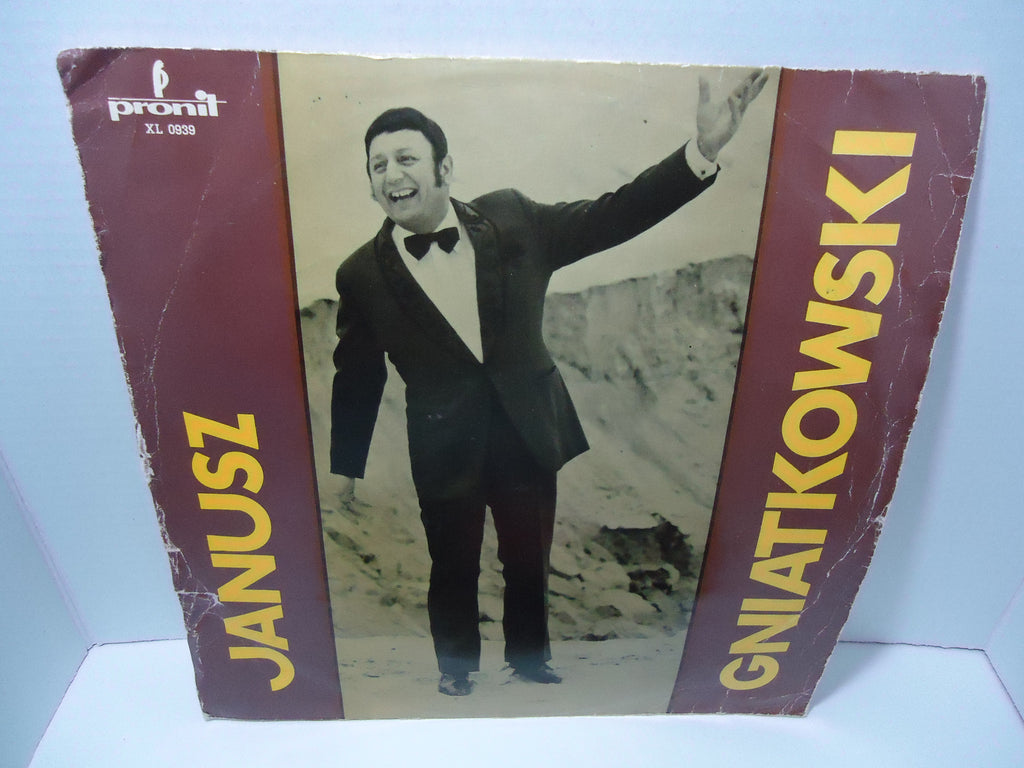 pronit
XL 0939
JANUSZ
GNIATKOWSKI